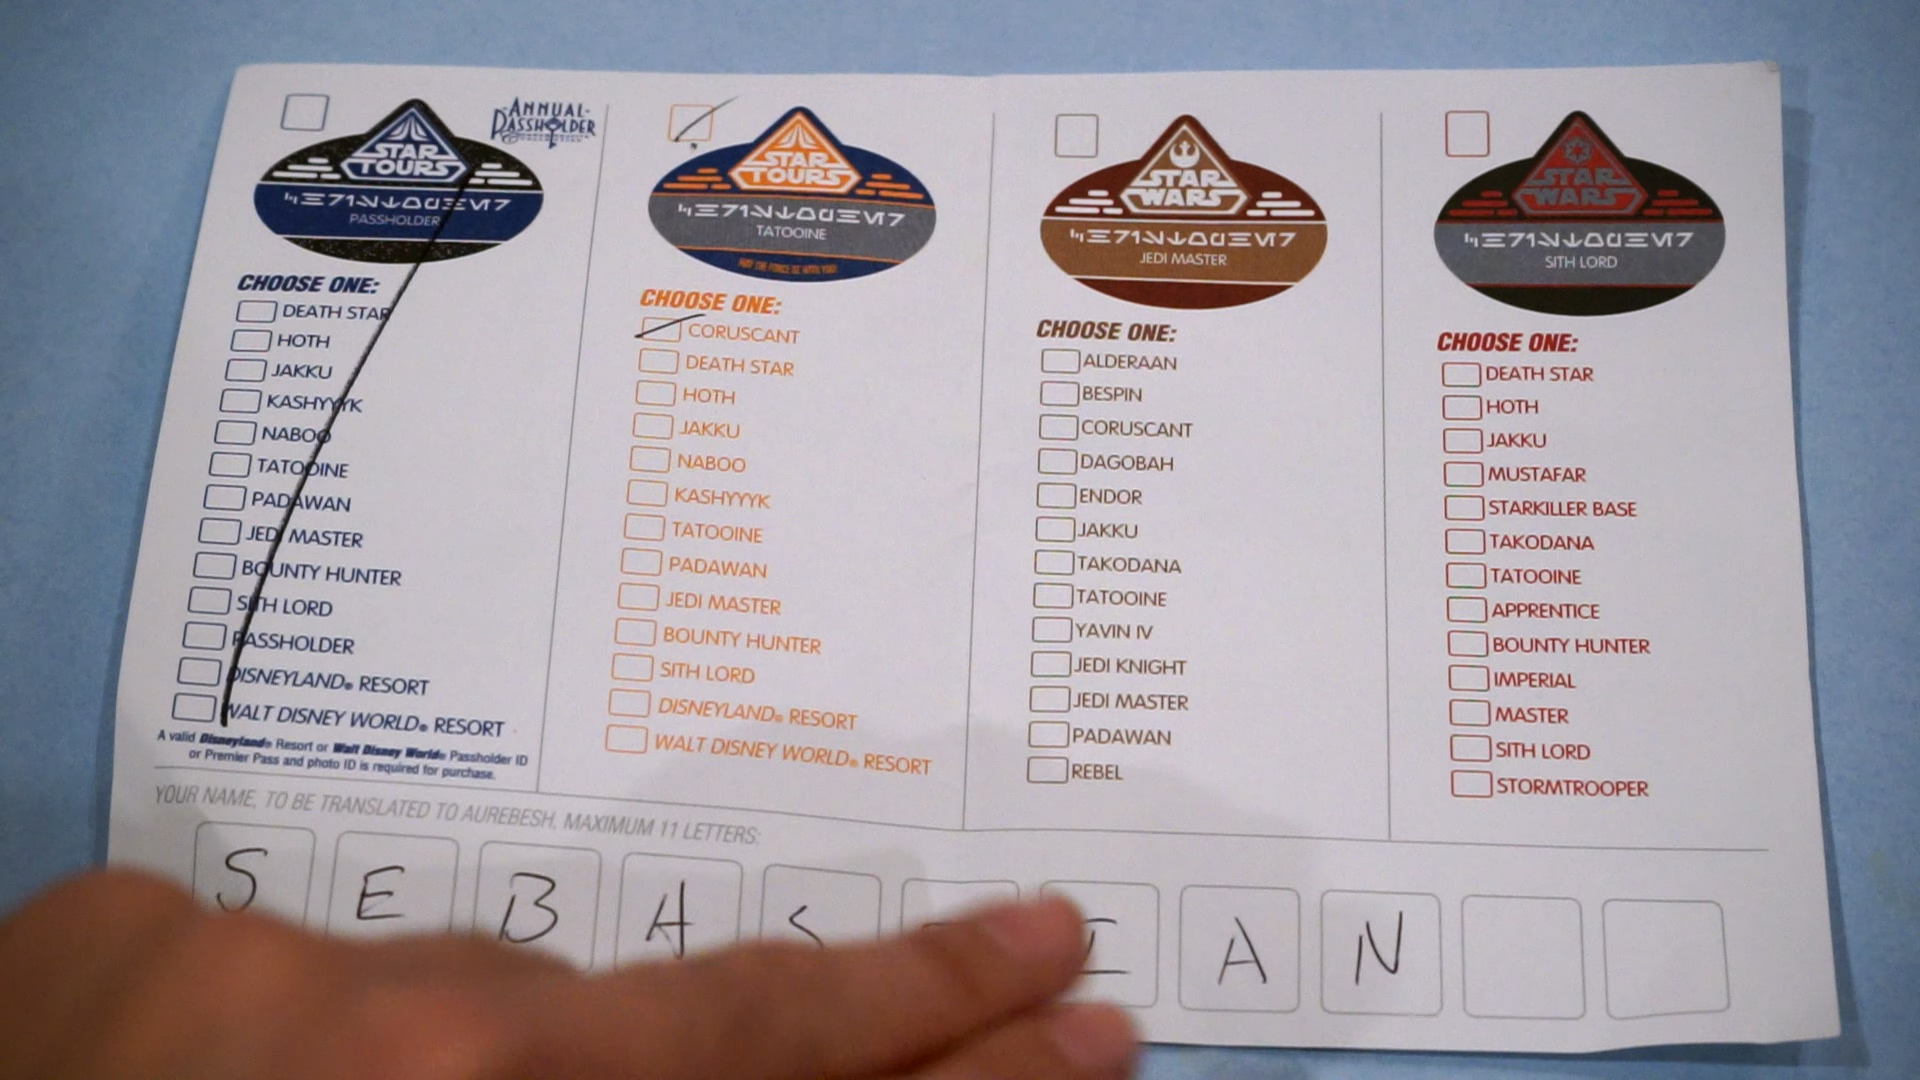 ANNUAL
PASSHOLDER
STAR
TOURS
PASSHOLDER
CHOOSE ONE:
DEATH STAR
HOTH
JAKKU
KASHYYYK
NABOO
TATOOINE
PADAWAN
JEDI MASTER
BOUNTY HUNTER
SITH LORD
PASSHOLDER
DISNEYLAND® RESORT
WALT DISNEY WORLD® RESORT
A valid Disneyland® Resort or Walt Disney World® Passholder ID
or Premier Pass and photo ID is required for purchase.
STAR
TOURS
TATOOINE
MAY THE FORCE BE WITH YOU
CHOOSE ONE:
CORUSCANT
DEATH STAR
HOTH
JAKKU
NABOO
KASHYYYK
TATOOINE
PADAWAN
JEDI MASTER
BOUNTY HUNTER
SITH LORD
DISNEYLAND® RESORT
WALT DISNEY WORLD® RESORT
STAR
WARS
JEDI MASTER
CHOOSE ONE:
ALDERAAN
BESPIN
CORUSCANT
DAGOBAH
ENDOR
JAKKU
TAKODANA
TATOOINE
YAVIN IV
JEDI KNIGHT
JEDI MASTER
PADAWAN
REBEL
STAR
WARS
SITH LORD
CHOOSE ONE:
DEATH STAR
HOTH
JAKKU
MUSTAFAR
STARKILLER BASE
TAKODANA
TATOOINE
APPRENTICE
BOUNTY HUNTER
IMPERIAL
MASTER
SITH LORD
STORMTROOPER
YOUR NAME, TO BE TRANSLATED TO AUREBESH, MAXIMUM 11 LETTERS:
S E B A S I A N